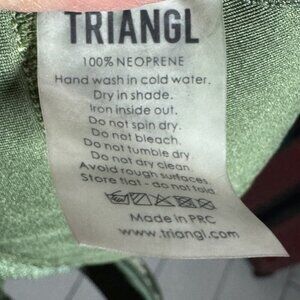 TRIANGL
100% NEOPRENE
Hand wash in cold water.
Dry in shade.
Iron inside out.
Do not spin dry.
Do not bleach.
Do not tumble dry
Do not dry clean
Avoid rough surfaces
Store flat - do not fold
Made in PRC
www.triangl.com